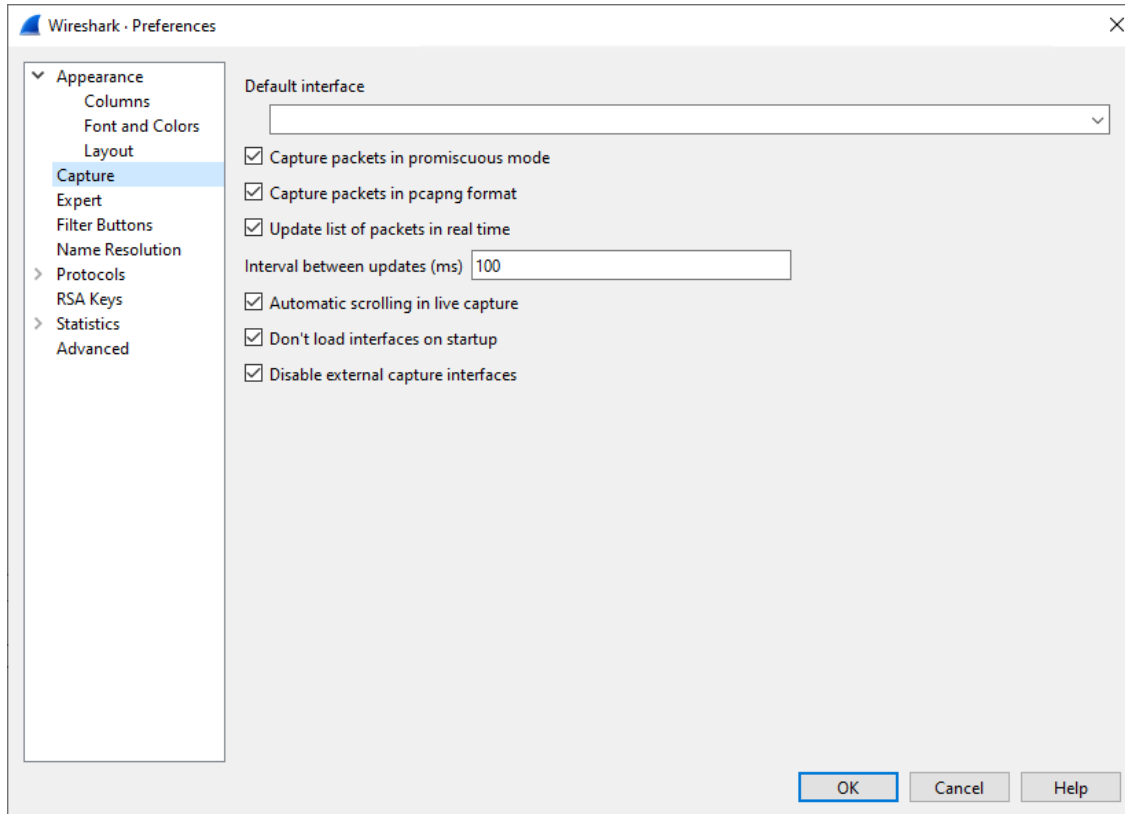 Wireshark · Preferences
Appearance
Columns
Font and Colors
Layout
Capture
Expert
Filter Buttons
Name Resolution
Protocols
RSA Keys
Statistics
Advanced
Default interface
Capture packets in promiscuous mode
Capture packets in pcapng format
Update list of packets in real time
Interval between updates (ms) 100
Automatic scrolling in live capture
Don't load interfaces on startup
Disable external capture interfaces
OK Cancel Help